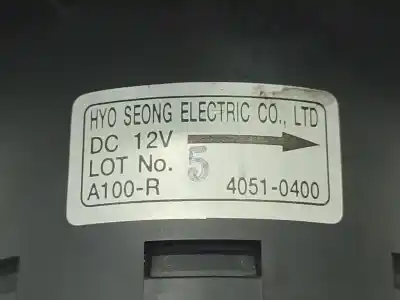 HYO SEONG ELECTRIC CO., LTD
DC 12V
LOT No. 5
A100-R 4051-0400